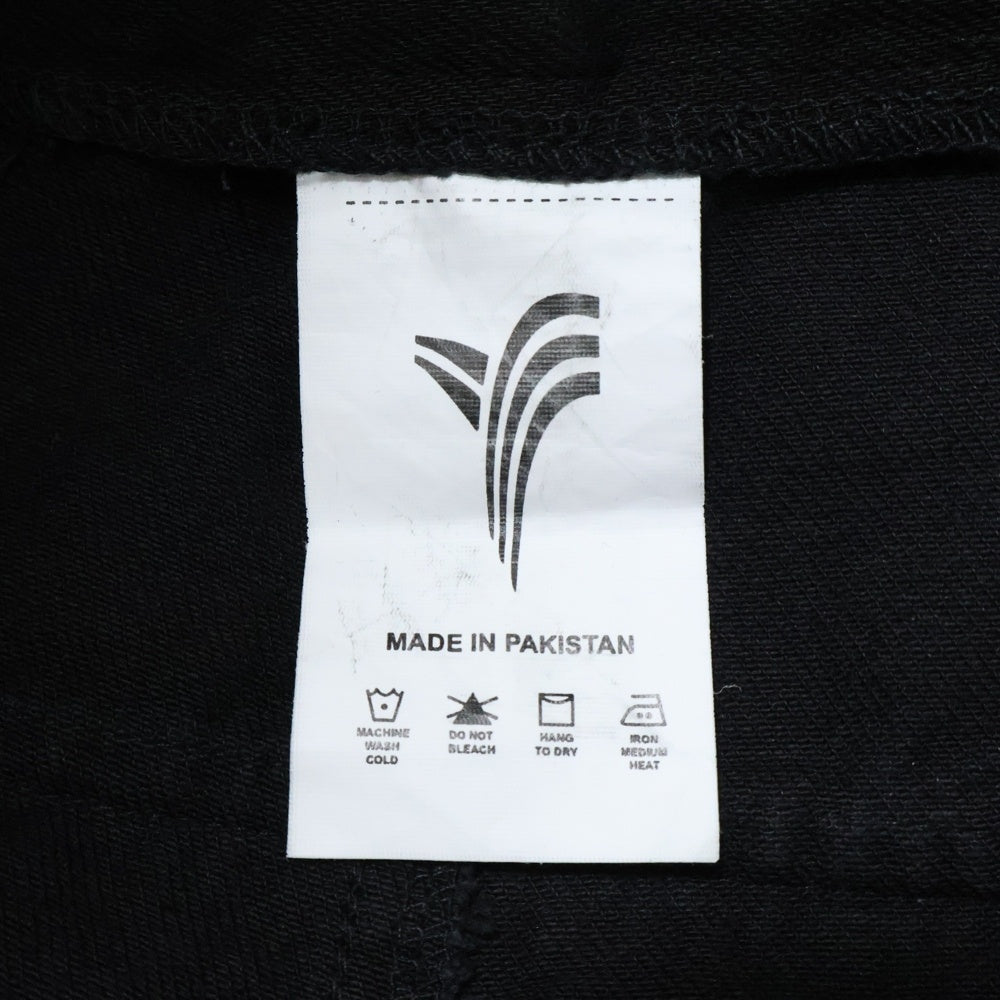 MADE IN PAKISTAN
MACHINE
WASH
COLD
DO NOT
BLEACH
HANG
TO DRY
IRON
MEDIUM
HEAT